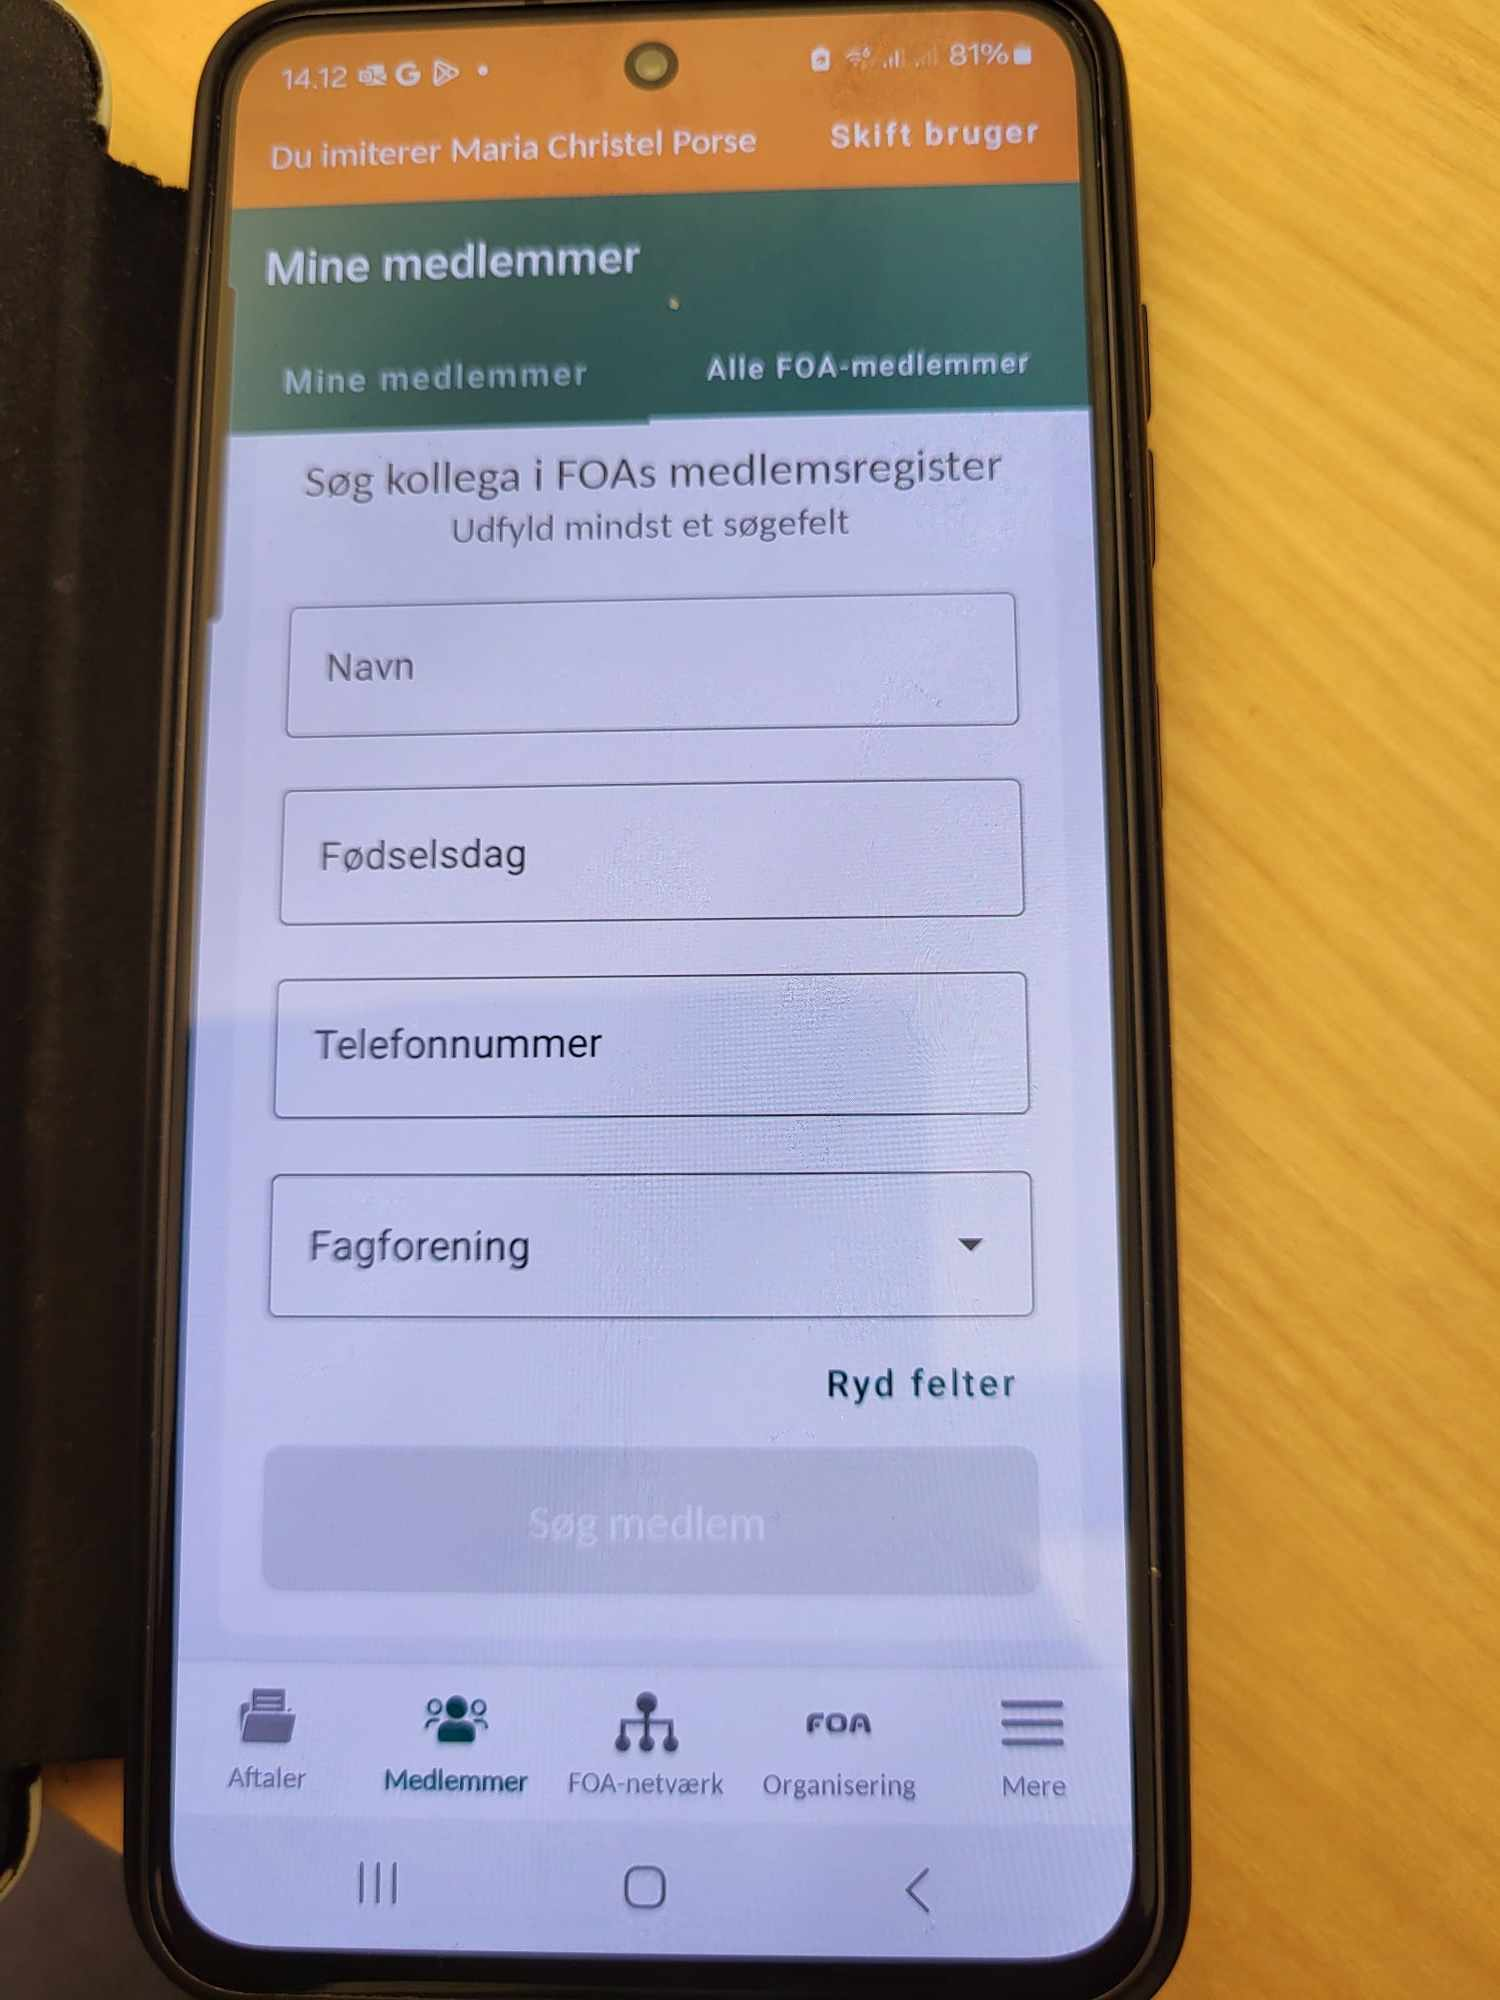 14.12 G 81%
Du imiterer Maria Christel Porse Skift bruger
Mine medlemmer
Mine medlemmer Alle FOA-medlemmer
Søg kollega i FOAs medlemsregister
Udfyld mindst et søgefelt
Navn
Fødselsdag
Telefonnummer
Fagforening
Ryd felter
Søg medlem
FOA
Aftaler Medlemmer FOA-netværk Organisering Mere